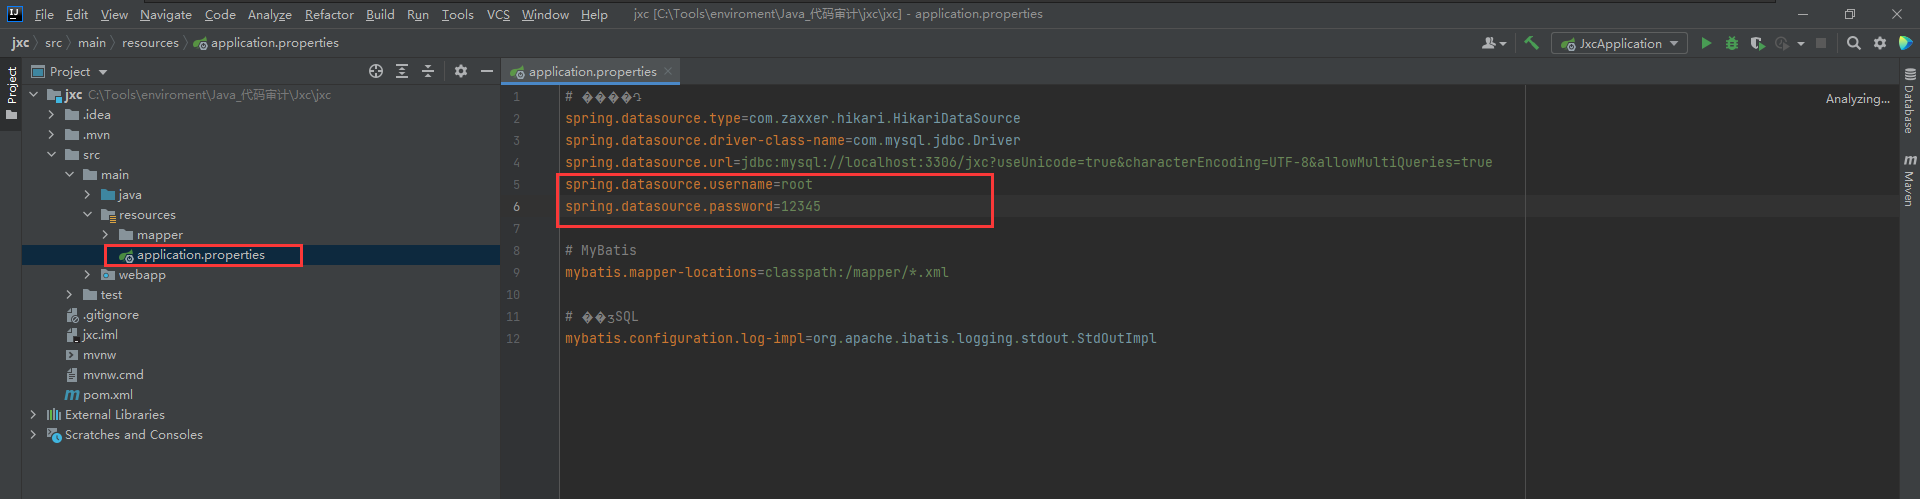 File Edit View Navigate Code Analyze Refactor Build Run Tools VCS Window Help jxc [C:\Tools\enviroment\Java_代码审计\jxc\jxc] - application.properties
jxc src main resources application.properties
JxcApplication
Project
Project
application.properties
jxc C:\Tools\enviroment\Java_代码审计\Jxc\jxc
.idea
.mvn
src
main
java
resources
mapper
application.properties
webapp
test
.gitignore
jxc.iml
mvnw
mvnw.cmd
pom.xml
External Libraries
Scratches and Consoles
1 #
2 spring.datasource.type=com.zaxxer.hikari.HikariDataSource
3 spring.datasource.driver-class-name=com.mysql.jdbc.Driver
4 spring.datasource.url=jdbc:mysql://localhost:3306/jxc?useUnicode=true&characterEncoding=UTF-8&allowMultiQueries=true
5 spring.datasource.username=root
6 spring.datasource.password=12345
7
8 # MyBatis
9 mybatis.mapper-locations=classpath:/mapper/*.xml
10
11 # SQL
12 mybatis.configuration.log-impl=org.apache.ibatis.logging.stdout.StdOutImpl
Analyzing...
Database
Maven